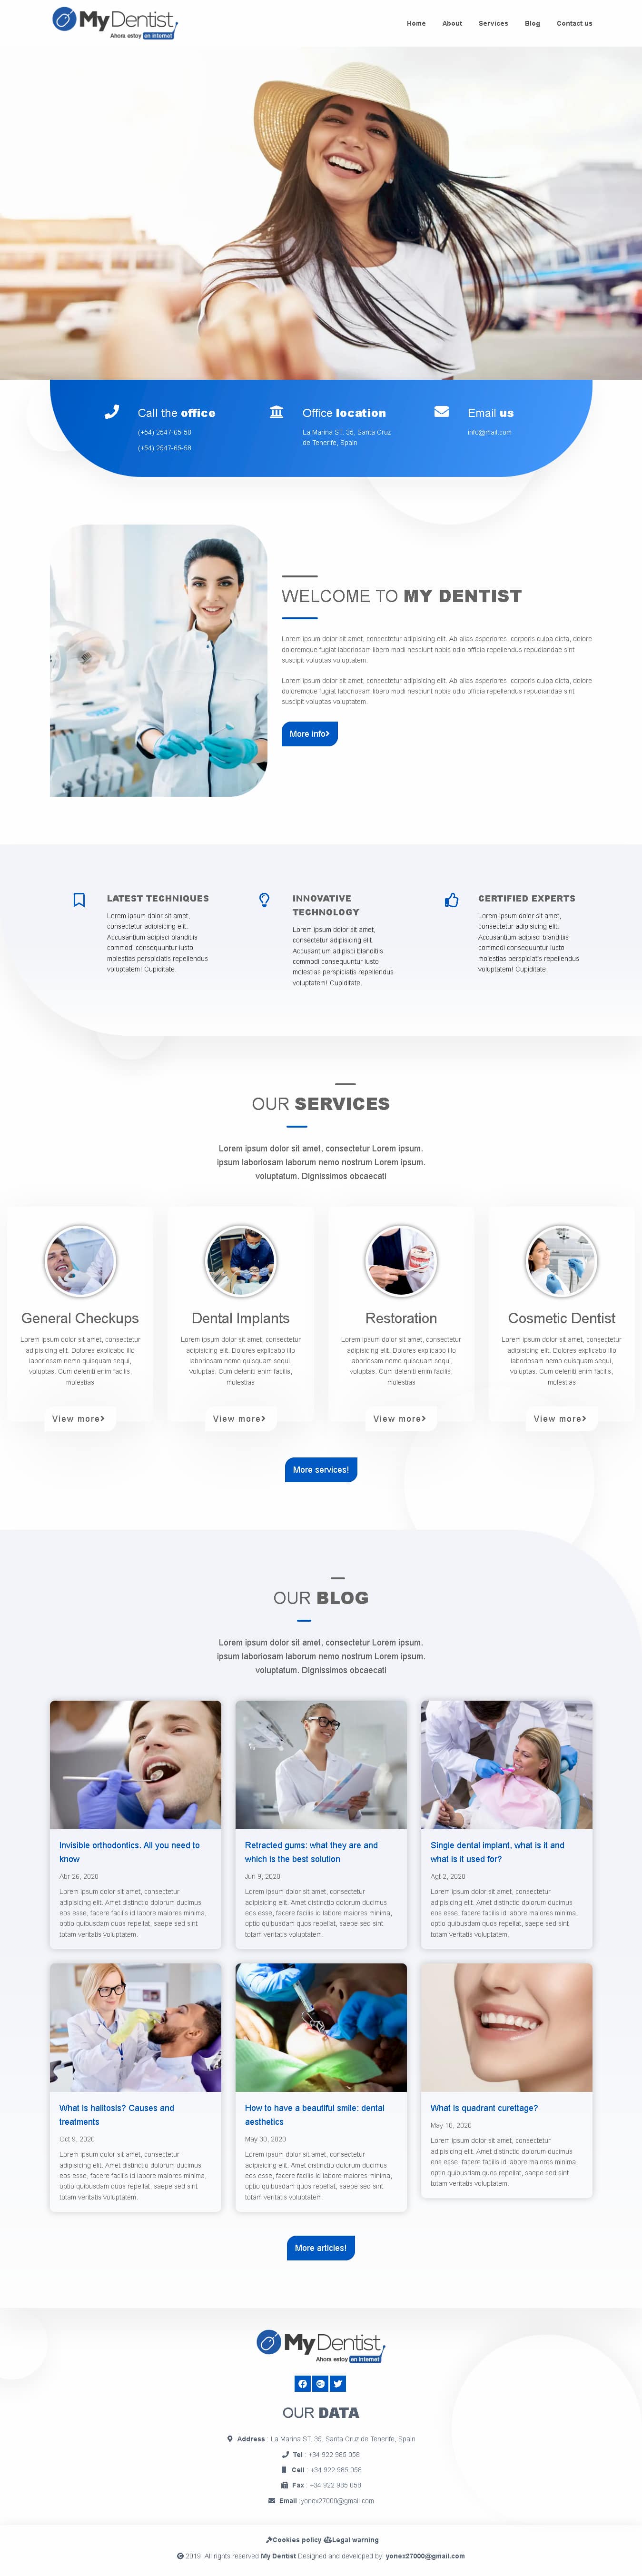 My Dentist
Ahora estoy en internet
Home About Services Blog Contact us
Call the office
(+54) 2547-65-58
(+54) 2547-65-58
Office location
La Marina ST. 35, Santa Cruz
de Tenerife, Spain
Email us
info@mail.com
WELCOME TO MY DENTIST
Lorem ipsum dolor sit amet, consectetur adipisicing elit. Ab alias asperiores, corporis culpa dicta, dolore
doloremque fugiat laboriosam libero modi nesciunt nobis odio officia repellendus repudiandae sint
suscipit voluptas voluptatem.
Lorem ipsum dolor sit amet, consectetur adipisicing elit. Ab alias asperiores, corporis culpa dicta, dolore
doloremque fugiat laboriosam libero modi nesciunt nobis odio officia repellendus repudiandae sint
suscipit voluptas voluptatem.
More info
LATEST TECHNIQUES
Lorem ipsum dolor sit amet,
consectetur adipisicing elit.
Accusantium adipisci blanditiis
commodi consequuntur iusto
molestias perspiciatis repellendus
voluptatem! Cupiditate.
INNOVATIVE
TECHNOLOGY
Lorem ipsum dolor sit amet,
consectetur adipisicing elit.
Accusantium adipisci blanditiis
commodi consequuntur iusto
molestias perspiciatis repellendus
voluptatem! Cupiditate.
CERTIFIED EXPERTS
Lorem ipsum dolor sit amet,
consectetur adipisicing elit.
Accusantium adipisci blanditiis
commodi consequuntur iusto
molestias perspiciatis repellendus
voluptatem! Cupiditate.
OUR SERVICES
Lorem ipsum dolor sit amet, consectetur Lorem ipsum.
ipsum laboriosam laborum nemo nostrum Lorem ipsum.
voluptatum. Dignissimos obcaecati
General Checkups
Lorem ipsum dolor sit amet, consectetur
adipisicing elit. Dolores explicabo illo
laboriosam nemo quisquam sequi,
voluptas. Cum deleniti enim facilis,
molestias
View more
Dental Implants
Lorem ipsum dolor sit amet, consectetur
adipisicing elit. Dolores explicabo illo
laboriosam nemo quisquam sequi,
voluptas. Cum deleniti enim facilis,
molestias
View more
Restoration
Lorem ipsum dolor sit amet, consectetur
adipisicing elit. Dolores explicabo illo
laboriosam nemo quisquam sequi,
voluptas. Cum deleniti enim facilis,
molestias
View more
Cosmetic Dentist
Lorem ipsum dolor sit amet, consectetur
adipisicing elit. Dolores explicabo illo
laboriosam nemo quisquam sequi,
voluptas. Cum deleniti enim facilis,
molestias
View more
More services!
OUR BLOG
Lorem ipsum dolor sit amet, consectetur Lorem ipsum.
ipsum laboriosam laborum nemo nostrum Lorem ipsum.
voluptatum. Dignissimos obcaecati
Invisible orthodontics. All you need to
know
Abr 26, 2020
Lorem ipsum dolor sit amet, consectetur
adipisicing elit. Amet distinctio dolorum ducimus
eos esse, facere facilis id labore maiores minima,
optio quibusdam quos repellat, saepe sed sint
totam veritatis voluptatem.
Retracted gums: what they are and
which is the best solution
Jun 9, 2020
Lorem ipsum dolor sit amet, consectetur
adipisicing elit. Amet distinctio dolorum ducimus
eos esse, facere facilis id labore maiores minima,
optio quibusdam quos repellat, saepe sed sint
totam veritatis voluptatem.
Single dental implant, what is it and
what is it used for?
Agt 2, 2020
Lorem ipsum dolor sit amet, consectetur
adipisicing elit. Amet distinctio dolorum ducimus
eos esse, facere facilis id labore maiores minima,
optio quibusdam quos repellat, saepe sed sint
totam veritatis voluptatem.
What is halitosis? Causes and
treatments
Oct 9, 2020
Lorem ipsum dolor sit amet, consectetur
adipisicing elit. Amet distinctio dolorum ducimus
eos esse, facere facilis id labore maiores minima,
optio quibusdam quos repellat, saepe sed sint
totam veritatis voluptatem.
How to have a beautiful smile: dental
aesthetics
May 30, 2020
Lorem ipsum dolor sit amet, consectetur
adipisicing elit. Amet distinctio dolorum ducimus
eos esse, facere facilis id labore maiores minima,
optio quibusdam quos repellat, saepe sed sint
totam veritatis voluptatem.
What is quadrant curettage?
May 18, 2020
Lorem ipsum dolor sit amet, consectetur
adipisicing elit. Amet distinctio dolorum ducimus
eos esse, facere facilis id labore maiores minima,
optio quibusdam quos repellat, saepe sed sint
totam veritatis voluptatem.
More articles!
My Dentist
Ahora estoy en internet
OUR DATA
Address : La Marina ST. 35, Santa Cruz de Tenerife, Spain
Tel : +34 922 985 058
Cell : +34 922 985 058
Fax : +34 922 985 058
Email :yonex27000@gmail.com
Cookies policy Legal warning
© 2019, All rights reserved My Dentist Designed and developed by: yonex27000@gmail.com